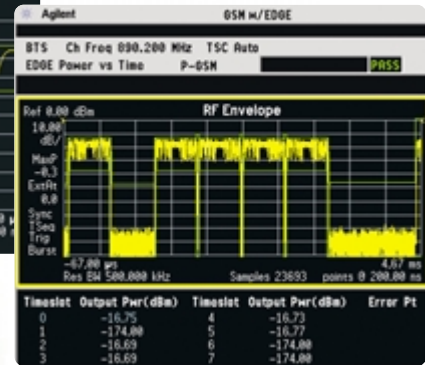 Agilent
GSM w/EDGE
BTS Ch Freq 890.200 MHz TSC Auto
EDGE Power vs Time P-GSM PASS
Ref 0.00 dBm RF Envelope
10.00
dB/
MaxP
-0.3
ExtAt
0.0
Sync
TSeq
Trig
Burst
-67.00 µs 4.67 ms
Res BW 500.000 kHz Samples 23693 points @ 200.00 ns
Timeslot Output Pwr(dBm) Timeslot Output Pwr(dBm) Error Pt
0 -16.75 4 -16.73
1 -174.00 5 -16.77
2 -16.69 6 -174.00
3 -16.69 7 -174.00